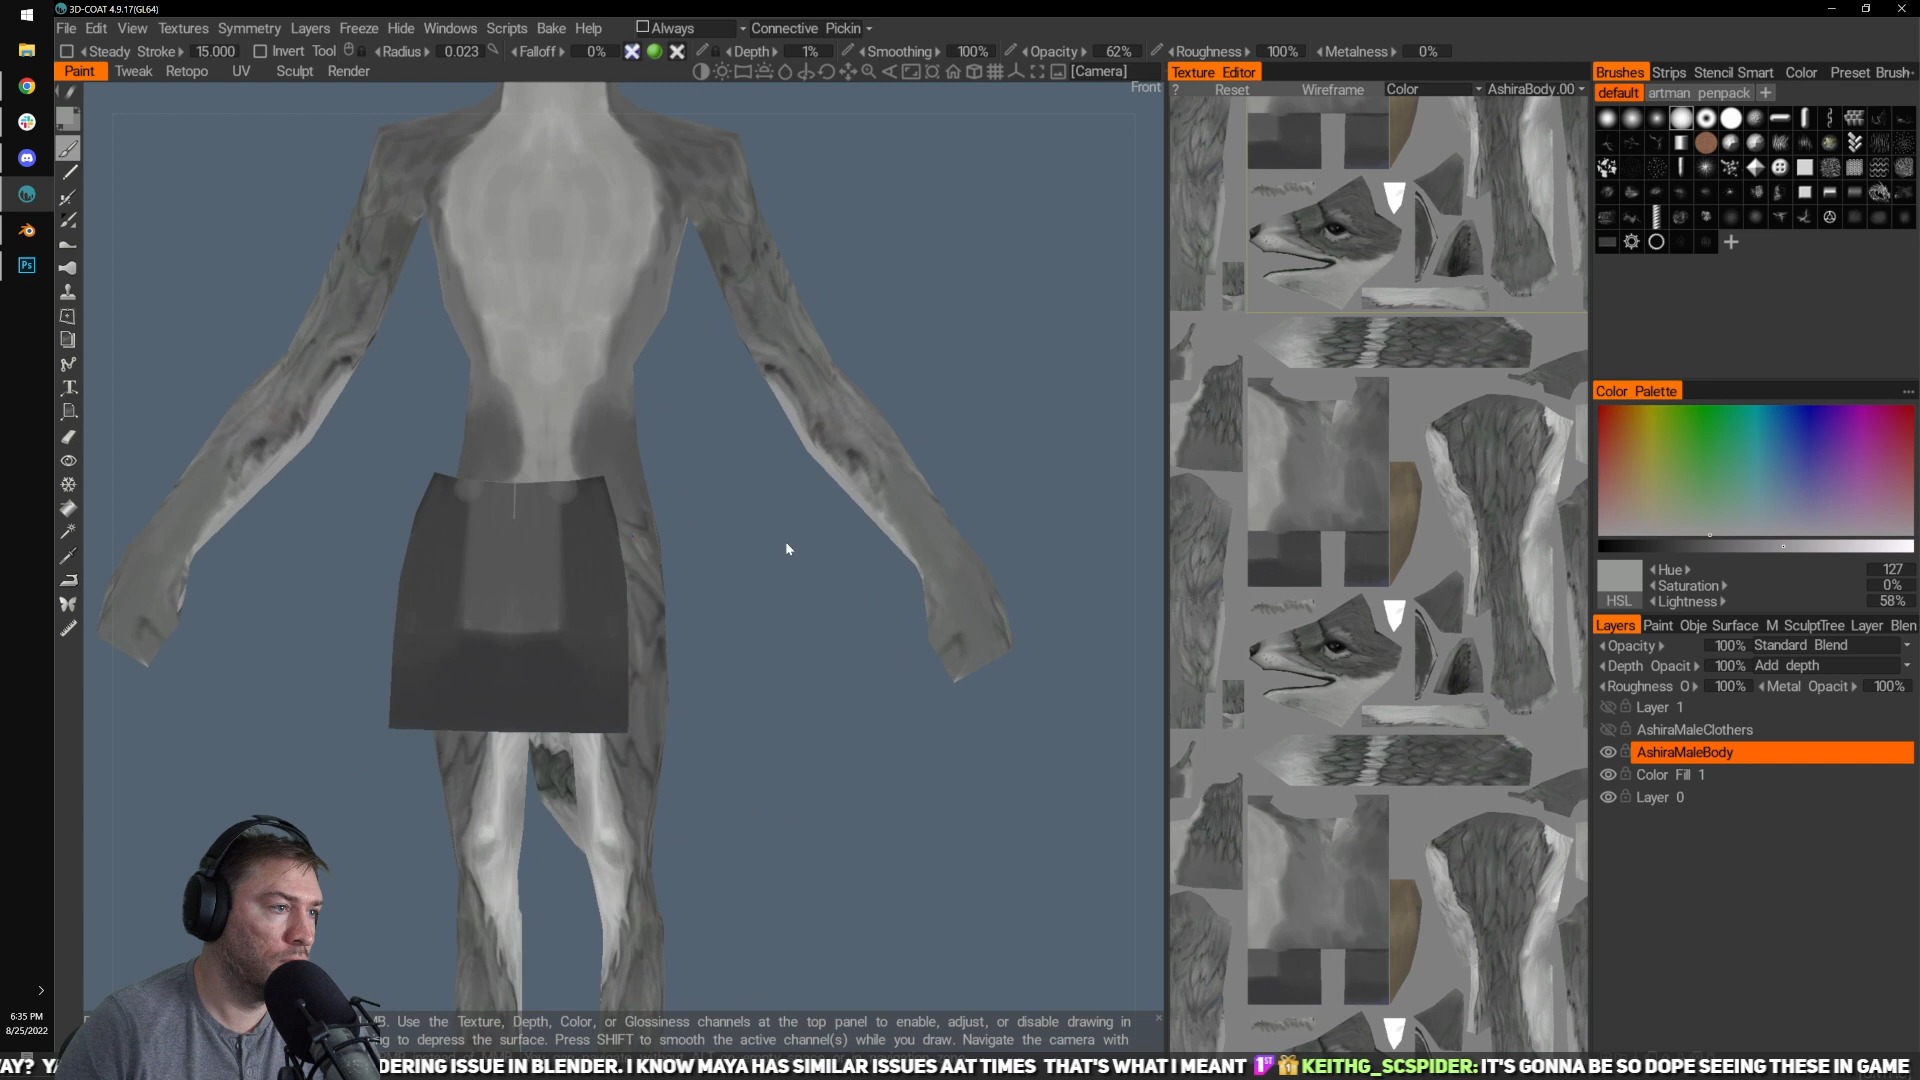 3D-COAT 4.9.17(GL64)
File Edit View Textures Symmetry Layers Freeze Hide Windows Scripts Bake Help Always Connective Pickin
Steady Stroke 15.000 Invert Tool Radius 0.023 Falloff 0% Depth 1% Smoothing 100% Opacity 62% Roughness 100% Metalness 0%
Paint Tweak Retopo UV Sculpt Render [Camera]
Front
Texture Editor
? Reset Wireframe Color AshiraBody.00
Brushes Strips Stencil Smart Color Preset Brush
default artman penpack +
Color Palette
Hue 127
Saturation 0%
HSL Lightness 58%
Layers Paint Obje Surface M SculptTree Layer Blen
Opacity 100% Standard Blend
Depth Opacit 100% Add depth
Roughness O 100% Metal Opacit 100%
Layer 1
AshiraMaleClothers
AshiraMaleBody
Color Fill 1
Layer 0
Ps
6:35 PM
8/25/2022
MB. Use the Texture, Depth, Color, or Glossiness channels at the top panel to enable, adjust, or disable drawing in
g to depress the surface. Press SHIFT to smooth the active channel(s) while you draw. Navigate the camera with
AY? Y DERING ISSUE IN BLENDER. I KNOW MAYA HAS SIMILAR ISSUES AAT TIMES THAT'S WHAT I MEANT 1ST KEITHG_SCSPIDER: IT'S GONNA BE SO DOPE SEEING THESE IN GAME